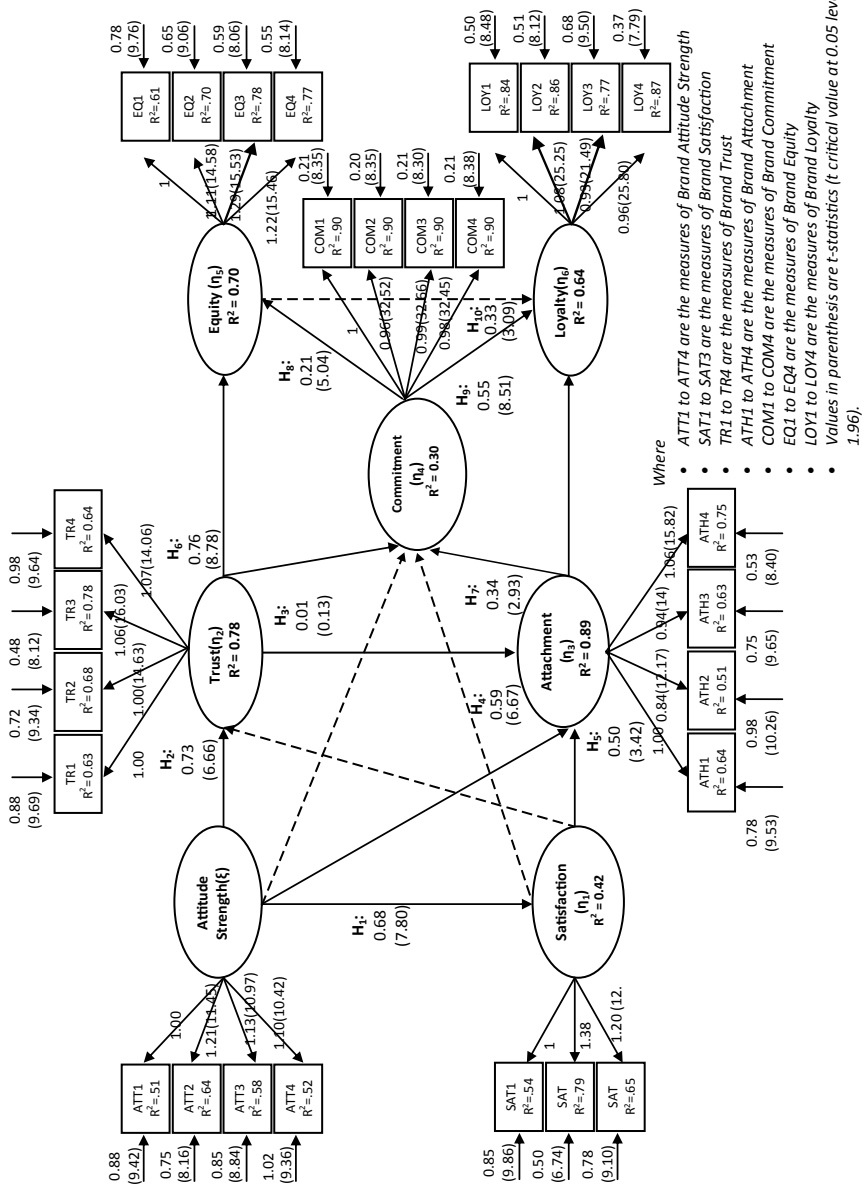 0.88
(9.42)
0.75
(8.16)
0.85
(8.84)
1.02
(9.36)
ATT1
R²=.51
ATT2
R²=.64
ATT3
R²=.58
ATT4
R²=.52
1.00
1.21(11.45)
1.13(10.97)
1.10(10.42)
Attitude
Strength(ξ)
0.85
(9.86)
0.50
(6.74)
0.78
(9.10)
SAT1
R²=.54
SAT
R²=.79
SAT
R²=.65
1
1.38
1.20 (12.
Satisfaction
(η₁)
R² = 0.42
H₁:
0.68
(7.80)
H₂:
0.73
(6.66)
0.88
(9.69)
0.72
(9.34)
0.48
(8.12)
0.98
(9.64)
TR1
R²= 0.63
TR2
R²= 0.68
TR3
R²= 0.78
TR4
R²= 0.64
1.00
1.00(14.63)
1.06(16.03)
1.07(14.06)
Trust(η₂)
R² = 0.78
H₃:
0.01
(0.13)
H₄:
0.59
(6.67)
H₅:
0.50
(3.42)
Attachment
(η₃)
R² = 0.89
1.00
0.84(12.17)
0.94(14)
1.06(15.82)
ATH1
R²= 0.64
ATH2
R²= 0.51
ATH3
R²= 0.63
ATH4
R²= 0.75
0.78
(9.53)
0.98
(10.26)
0.75
(9.65)
0.53
(8.40)
H₆:
0.76
(8.78)
H₇:
0.34
(2.93)
Commitment
(η₄)
R² = 0.30
H₈:
0.21
(5.04)
H₉:
0.55
(8.51)
H₁₀:
0.33
(3.09)
1
0.96(32.52)
0.99(32.66)
0.98(32.45)
COM1
R²=.90
COM2
R²=.90
COM3
R²=.90
COM4
R²=.90
0.21
(8.35)
0.20
(8.35)
0.21
(8.30)
0.21
(8.38)
Equity (η₅)
R² = 0.70
1
1.11(14.58)
1.29(15.53)
1.22(15.46)
EQ1
R²=.61
EQ2
R²=.70
EQ3
R²=.78
EQ4
R²=.77
0.78
(9.76)
0.65
(9.06)
0.59
(8.06)
0.55
(8.14)
Loyalty(η₆)
R² = 0.64
1
1.08(25.25)
0.93(21.49)
0.96(25.80)
LOY1
R²=.84
LOY2
R²=.86
LOY3
R²=.77
LOY4
R²=.87
0.50
(8.48)
0.51
(8.12)
0.68
(9.50)
0.37
(7.79)
Where
• ATT1 to ATT4 are the measures of Brand Attitude Strength
• SAT1 to SAT3 are the measures of Brand Satisfaction
• TR1 to TR4 are the measures of Brand Trust
• ATH1 to ATH4 are the measures of Brand Attachment
• COM1 to COM4 are the measures of Brand Commitment
• EQ1 to EQ4 are the measures of Brand Equity
• LOY1 to LOY4 are the measures of Brand Loyalty
• Values in parenthesis are t-statistics (t critical value at 0.05 lev
1.96).